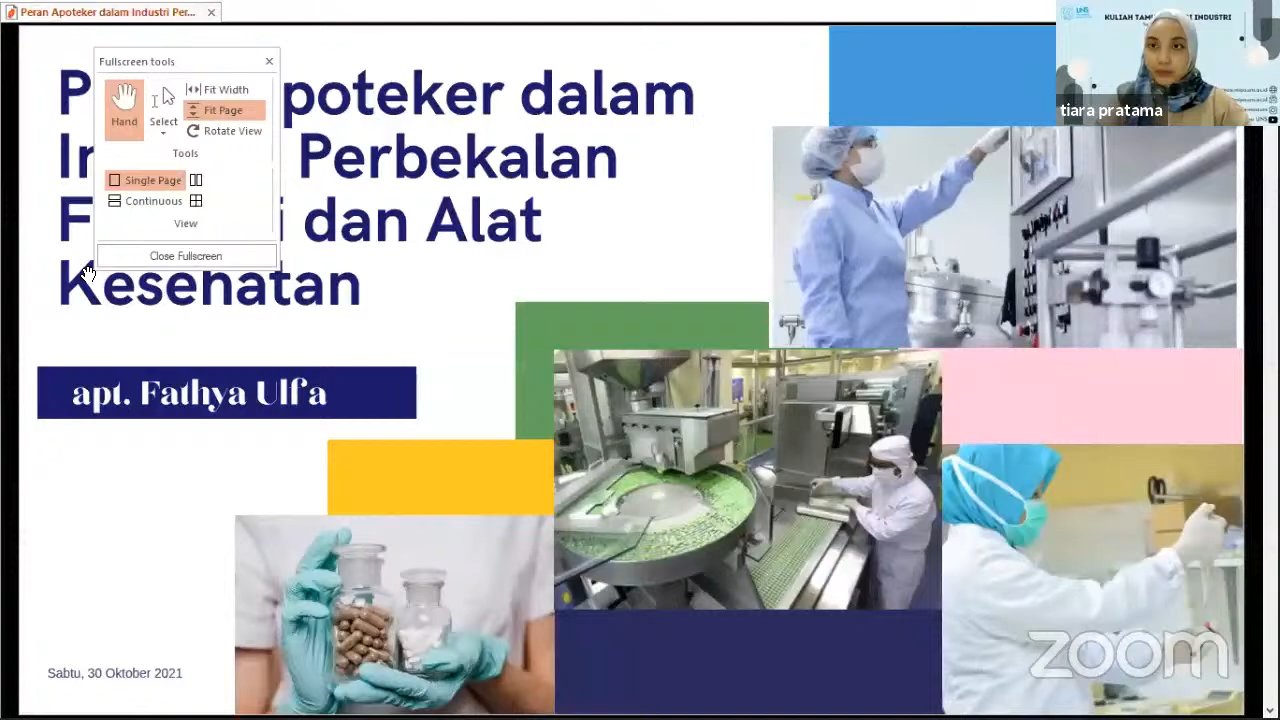 Peran Apoteker dalam Industri Per...
Fullscreen tools
Hand
Select
Fit Width
Fit Page
Rotate View
Tools
Single Page
Continuous
View
Close Fullscreen
P poteker dalam
In Perbekalan
F i dan Alat
Kesehatan
apt. Fathya Ulfa
Sabtu, 30 Oktober 2021
UNS
KULIAH TAM I INDUSTRI
tiara pratama
zoom